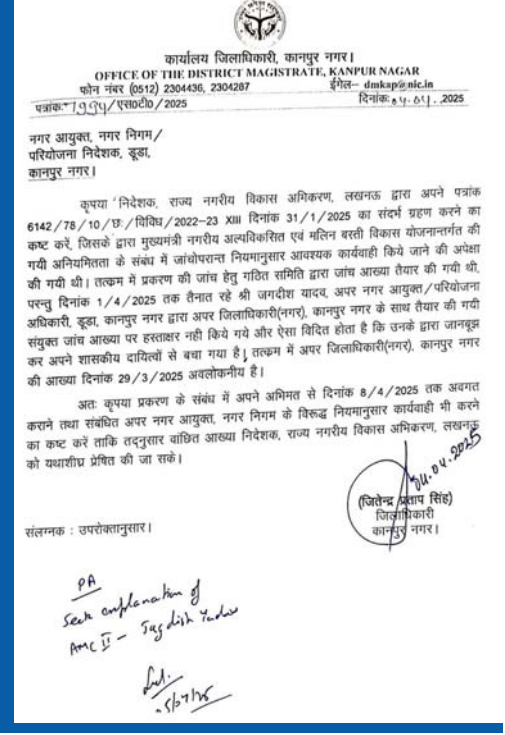 कार्यालय जिलाधिकारी, कानपुर नगर।
OFFICE OF THE DISTRICT MAGISTRATE, KANPUR NAGAR
फोन नंबर (0512) 2304436, 2304287 ईमेल– dmkap@nic.in
पत्रांक:- 1994/एस0टी0/2025 दिनांक: 04.04.,2025
नगर आयुक्त, नगर निगम/
परियोजना निदेशक, डूडा,
कानपुर नगर।
कृपया निदेशक, राज्य नगरीय विकास अभिकरण, लखनऊ द्वारा अपने पत्रांक
6142/78/10/छः/विविध/2022-23 XIII दिनांक 31/1/2025 का संदर्भ ग्रहण करने का
कष्ट करें, जिसके द्वारा मुख्यमंत्री नगरीय अल्पविकसित एवं मलिन बस्ती विकास योजनान्तर्गत की
गयी अनियमितता के संबंध में जांचोपरान्त नियमानुसार आवश्यक कार्यवाही किये जाने की अपेक्षा
की गयी थी। तत्क्रम में प्रकरण की जांच हेतु गठित समिति द्वारा जांच आख्या तैयार की गयी थी,
परन्तु दिनांक 1/4/2025 तक तैनात रहे श्री जगदीश यादव, अपर नगर आयुक्त/परियोजना
अधिकारी, डूडा, कानपुर नगर द्वारा अपर जिलाधिकारी(नगर), कानपुर नगर के साथ तैयार की गयी
संयुक्त जांच आख्या पर हस्ताक्षर नही किये गये और ऐसा विदित होता है कि उनके द्वारा जानबूझ
कर अपने शासकीय दायित्वों से बचा गया है। तत्क्रम में अपर जिलाधिकारी(नगर), कानपुर नगर
की आख्या दिनांक 29/3/2025 अवलोकनीय है।
अतः कृपया प्रकरण के संबंध में अपने अभिमत से दिनांक 8/4/2025 तक अवगत
कराने तथा संबंधित अपर नगर आयुक्त, नगर निगम के विरूद्ध नियमानुसार कार्यवाही भी करने
का कष्ट करें ताकि तद्नुसार वांछित आख्या निदेशक, राज्य नगरीय विकास अभिकरण, लखनऊ
को यथाशीघ्र प्रेषित की जा सके।
04.04.2025
(जितेन्द्र प्रताप सिंह)
जिलाधिकारी
कानपुर नगर।
संलग्नक : उपरोक्तानुसार।
PA
Seek explanation of
AMC II – Jagdish Yadav